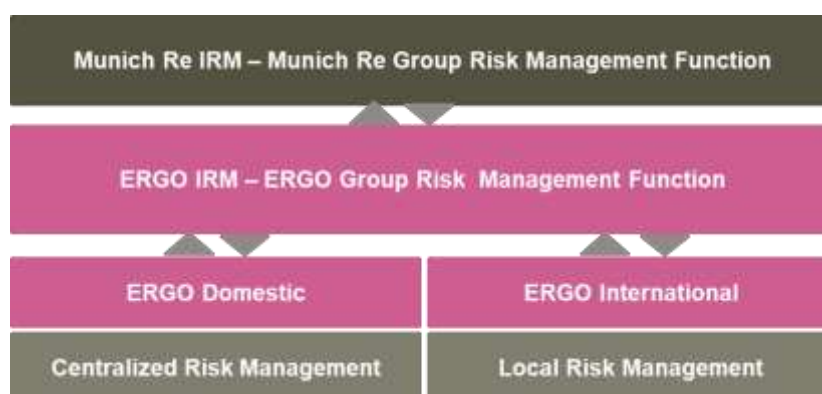 Munich Re IRM – Munich Re Group Risk Management Function
ERGO IRM – ERGO Group Risk Management Function
ERGO Domestic
ERGO International
Centralized Risk Management
Local Risk Management